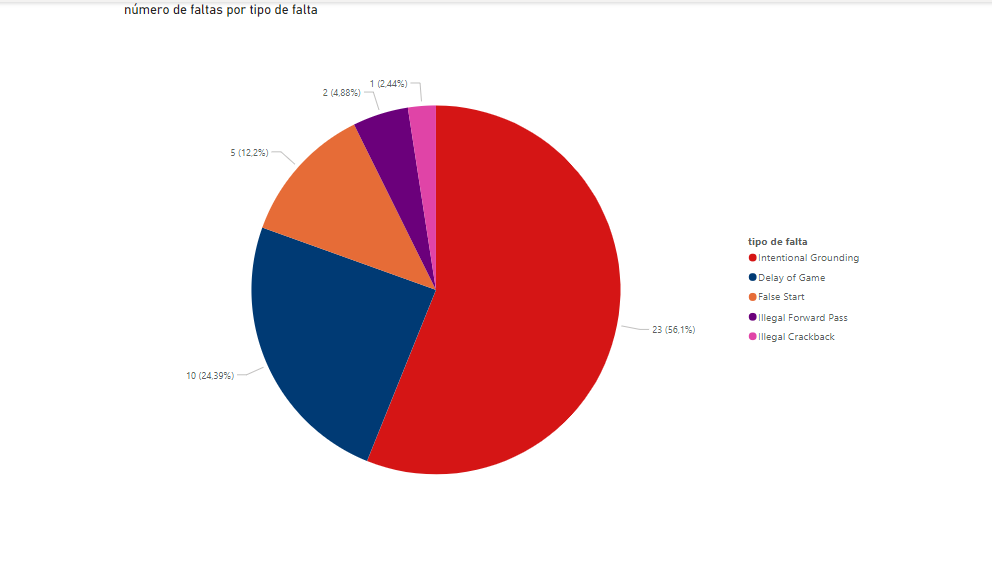 número de faltas por tipo de falta
1 (2,44%)
2 (4,88%)
5 (12,2%)
10 (24,39%)
23 (56,1%)
tipo de falta
Intentional Grounding
Delay of Game
False Start
Illegal Forward Pass
Illegal Crackback